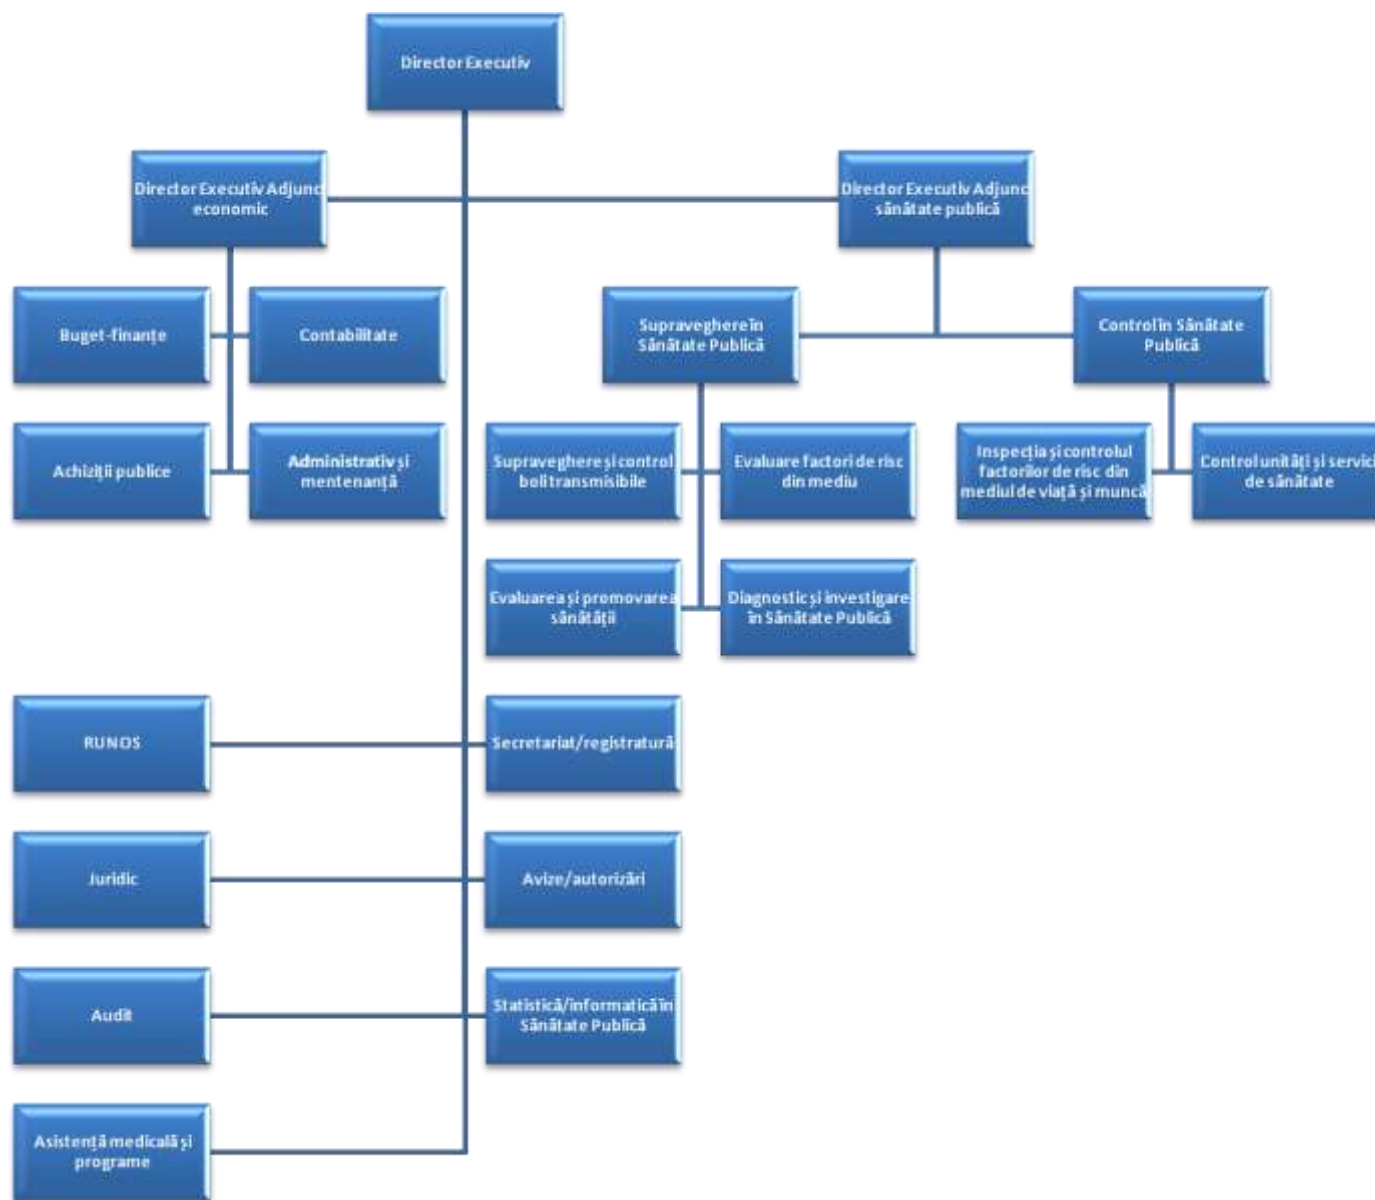 Director Executiv
Director Executiv Adjunc
economic
Director Executiv Adjunc
sănătate publică
Buget-finanțe
Contabilitate
Supraveghere în
Sănătate Publică
Control în Sănătate
Publică
Achiziții publice
Administrativ și
mentenanță
Supraveghere și control
boli transmisibile
Evaluare factori de risc
din mediu
Inspecția și controlul
factorilor de risc din
mediul de viață și muncă
Control unități și servicii
de sănătate
Evaluarea și promovarea
sănătății
Diagnostic și investigare
în Sănătate Publică
RUNOS
Secretariat/registratură
Juridic
Avize/autorizări
Audit
Statistică/informatică în
Sănătate Publică
Asistență medicală și
programe